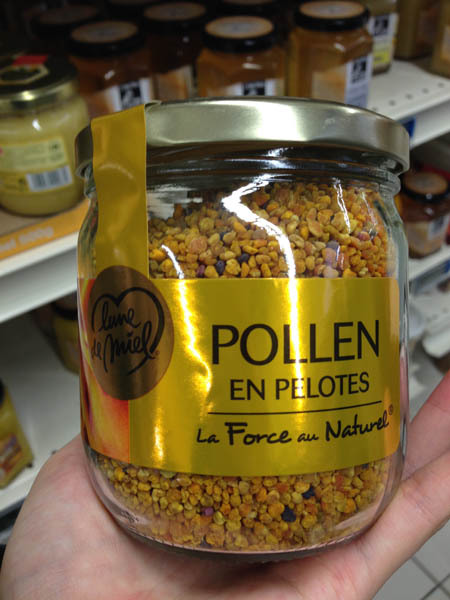 lune
de miel®
POLLEN
EN PELOTES
La Force au Naturel®